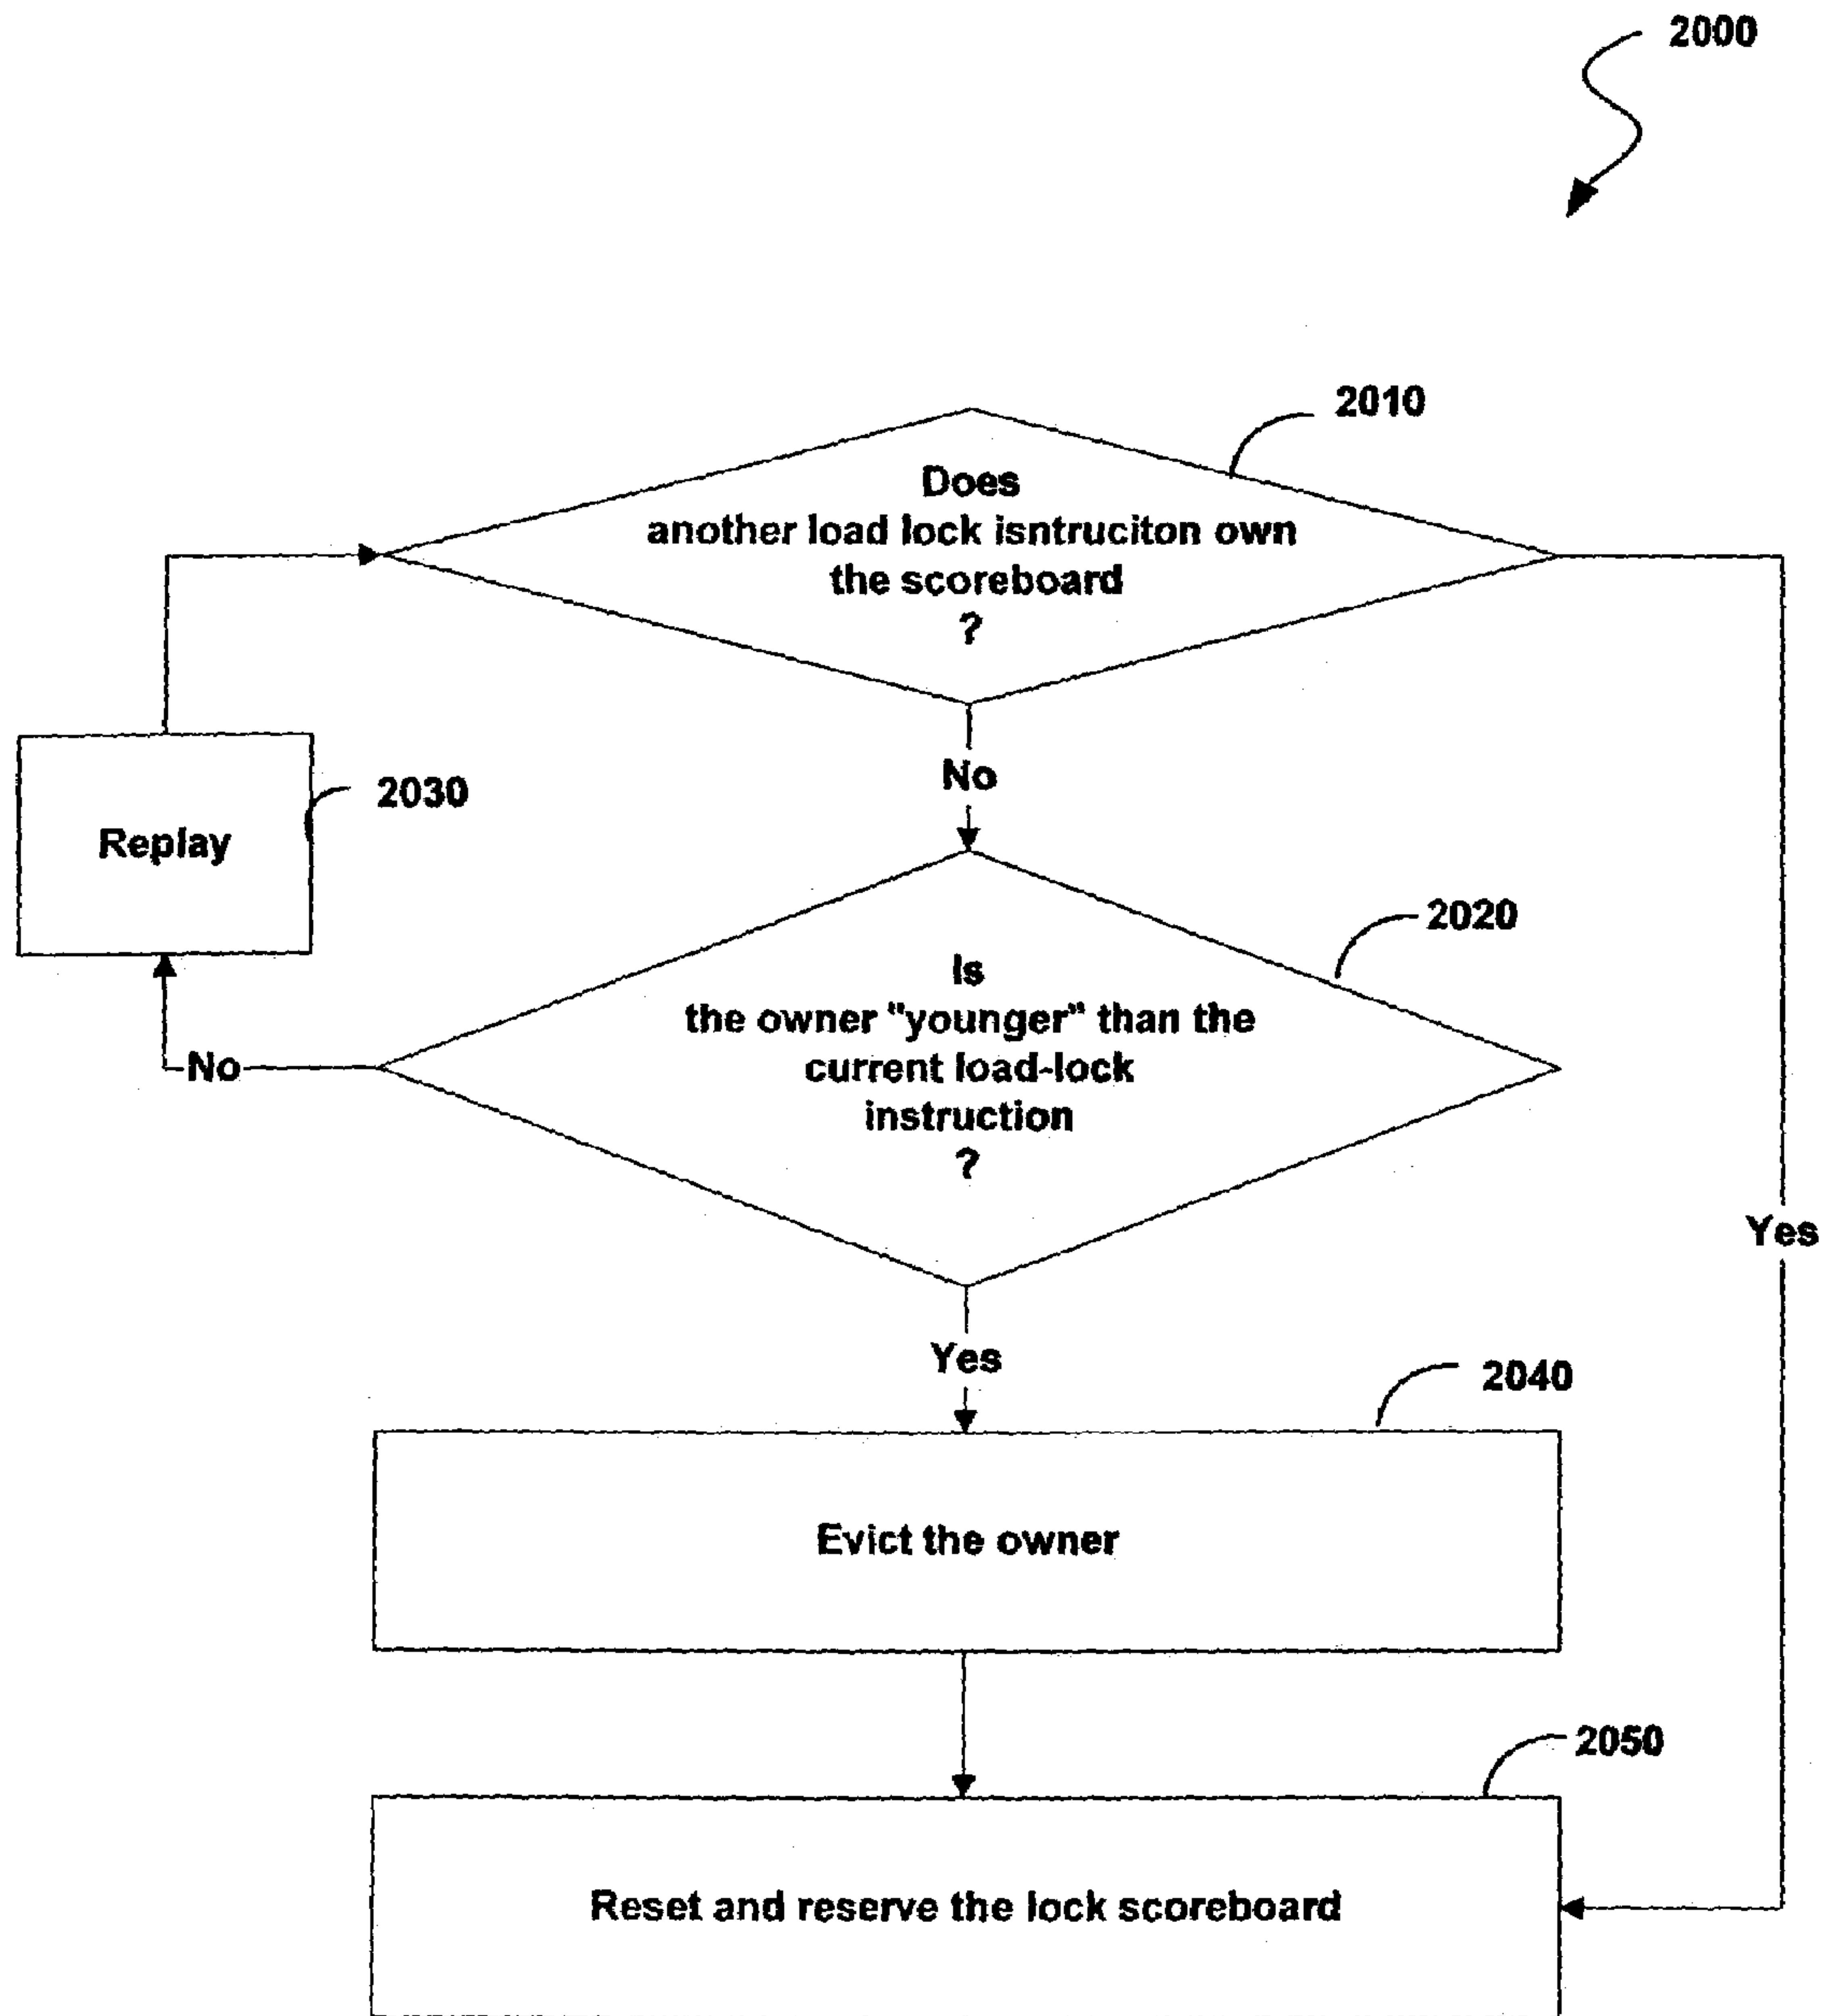 2000
2010
Does
another load lock isntruciton own
the scoreboard
?
No
2030
Replay
2020
Is
the owner "younger" than the
current load-lock
instruction
?
No
Yes
Yes
2040
Evict the owner
2050
Reset and reserve the lock scoreboard